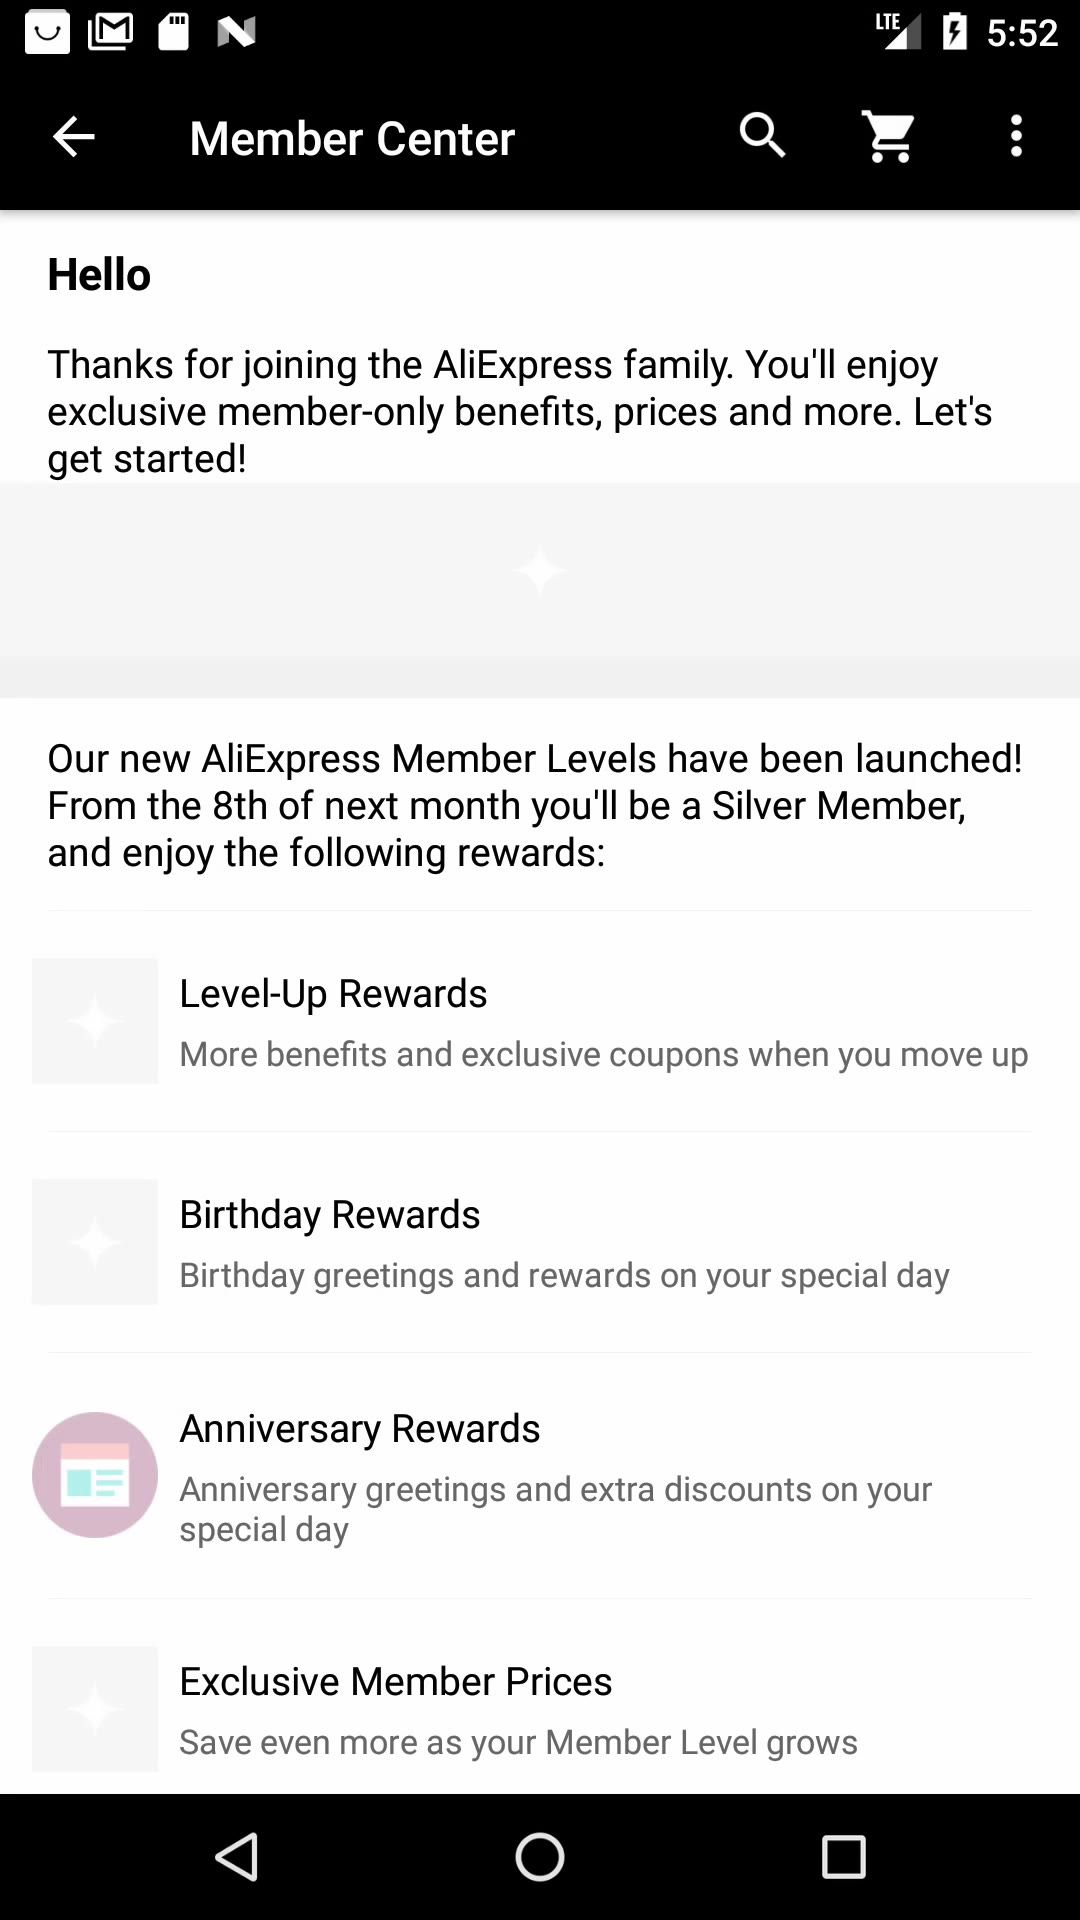 LTE 5:52
Member Center
Hello
Thanks for joining the AliExpress family. You'll enjoy
exclusive member-only benefits, prices and more. Let's
get started!
Our new AliExpress Member Levels have been launched!
From the 8th of next month you'll be a Silver Member,
and enjoy the following rewards:
Level-Up Rewards
More benefits and exclusive coupons when you move up
Birthday Rewards
Birthday greetings and rewards on your special day
Anniversary Rewards
Anniversary greetings and extra discounts on your
special day
Exclusive Member Prices
Save even more as your Member Level grows